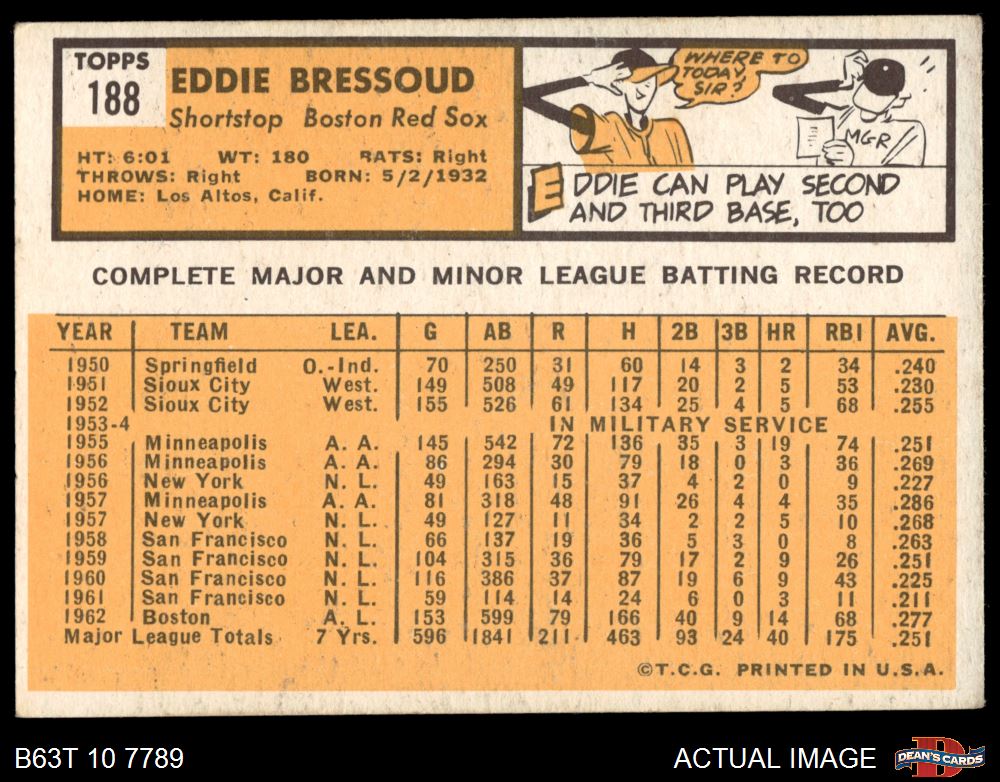 TOPPS
188
EDDIE BRESSOUD
Shortstop Boston Red Sox
HT: 6:01 WT: 180 BATS: Right
THROWS: Right BORN: 5/2/1932
HOME: Los Altos, Calif.
WHERE TO
TODAY,
SIR?
MGR
EDDIE CAN PLAY SECOND
AND THIRD BASE, TOO
COMPLETE MAJOR AND MINOR LEAGUE BATTING RECORD
YEAR TEAM LEA. G AB R H 2B 3B HR RBI AVG.
1950 Springfield O.-Ind. 70 250 31 60 14 3 2 34 .240
1951 Sioux City West. 149 508 49 117 20 2 5 53 .230
1952 Sioux City West. 155 526 61 134 25 4 5 68 .255
1953-4 IN MILITARY SERVICE
1955 Minneapolis A. A. 145 542 72 136 35 3 19 74 .251
1956 Minneapolis A. A. 86 294 30 79 18 0 3 36 .269
1956 New York N. L. 49 163 15 37 4 2 0 9 .227
1957 Minneapolis A. A. 81 318 48 91 26 4 4 35 .286
1957 New York N. L. 49 127 11 34 2 2 5 10 .268
1958 San Francisco N. L. 66 137 19 36 5 3 0 8 .263
1959 San Francisco N. L. 104 315 36 79 17 2 9 26 .251
1960 San Francisco N. L. 116 386 37 87 19 6 9 43 .225
1961 San Francisco N. L. 59 114 14 24 6 0 3 11 .211
1962 Boston A. L. 153 599 79 166 40 9 14 68 .277
Major League Totals 7 Yrs. 596 1841 211 463 93 24 40 175 .251
©T.C.G. PRINTED IN U.S.A.
B63T 10 7789
ACTUAL IMAGE
D
DEAN'S CARDS